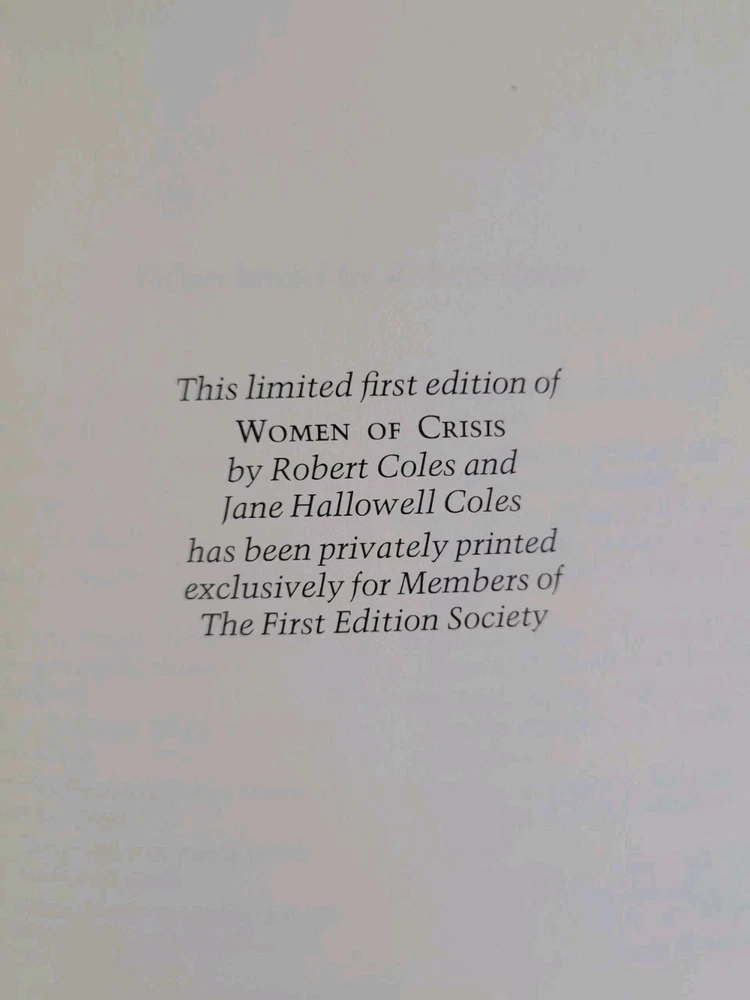 This limited first edition of
WOMEN OF CRISIS
by Robert Coles and
Jane Hallowell Coles
has been privately printed
exclusively for Members of
The First Edition Society